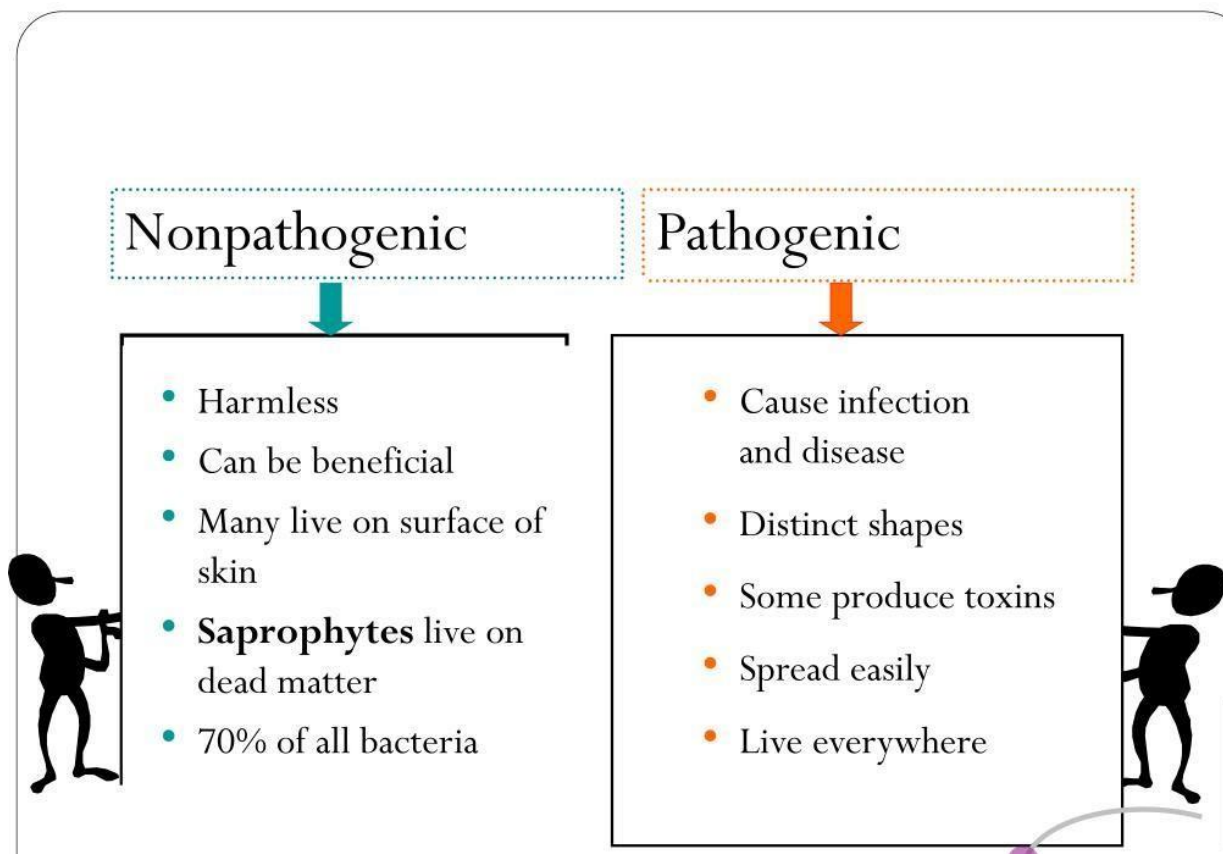 Nonpathogenic
Harmless
Can be beneficial
Many live on surface of
skin
Saprophytes live on
dead matter
70% of all bacteria
Pathogenic
Cause infection
and disease
Distinct shapes
Some produce toxins
Spread easily
Live everywhere